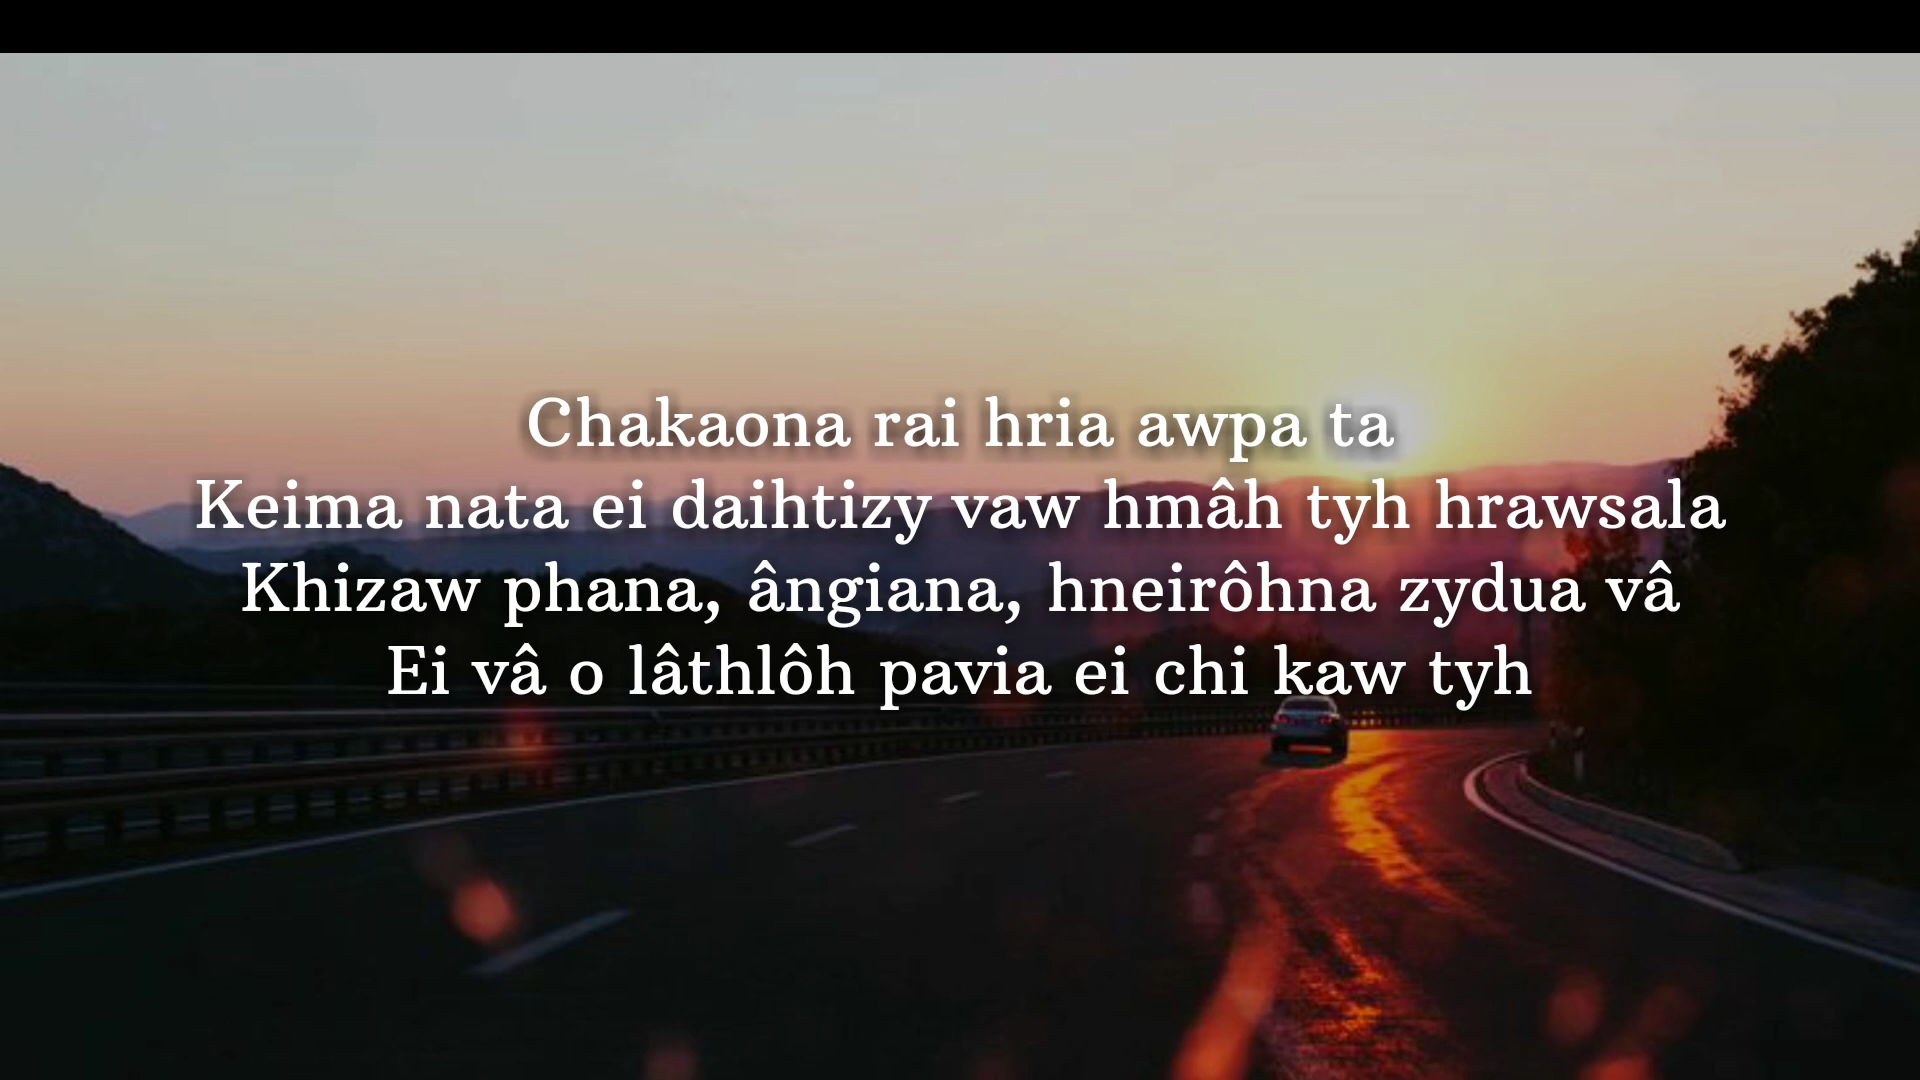 Chakaona rai hria awpa ta
Keima nata ei daihtizy vaw hmâh tyh hrawsala
Khizaw phana, ângiana, hneirôhna zydua vâ
Ei vâ o lâthlôh pavia ei chi kaw tyh